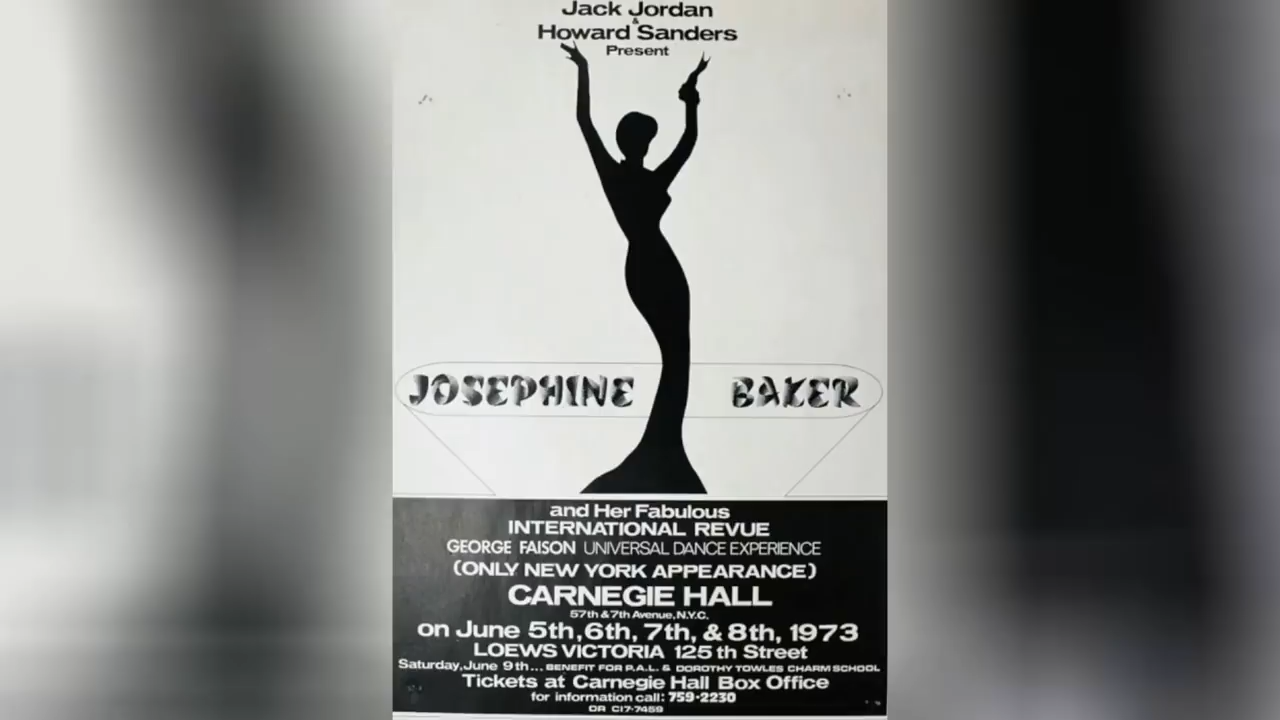 Jack Jordan
&
Howard Sanders
Present
JOSEPHINE BAKER
and Her Fabulous
INTERNATIONAL REVUE
GEORGE FAISON UNIVERSAL DANCE EXPERIENCE
(ONLY NEW YORK APPEARANCE)
CARNEGIE HALL
57th & 7th Avenue, N.Y.C.
on June 5th, 6th, 7th, & 8th, 1973
LOEWS VICTORIA 125th Street
Saturday, June 9th... BENEFIT FOR P.A.L. & DOROTHY TOWLES CHARM SCHOOL
Tickets at Carnegie Hall Box Office
for information call: 759-2230
OR CI7-7459